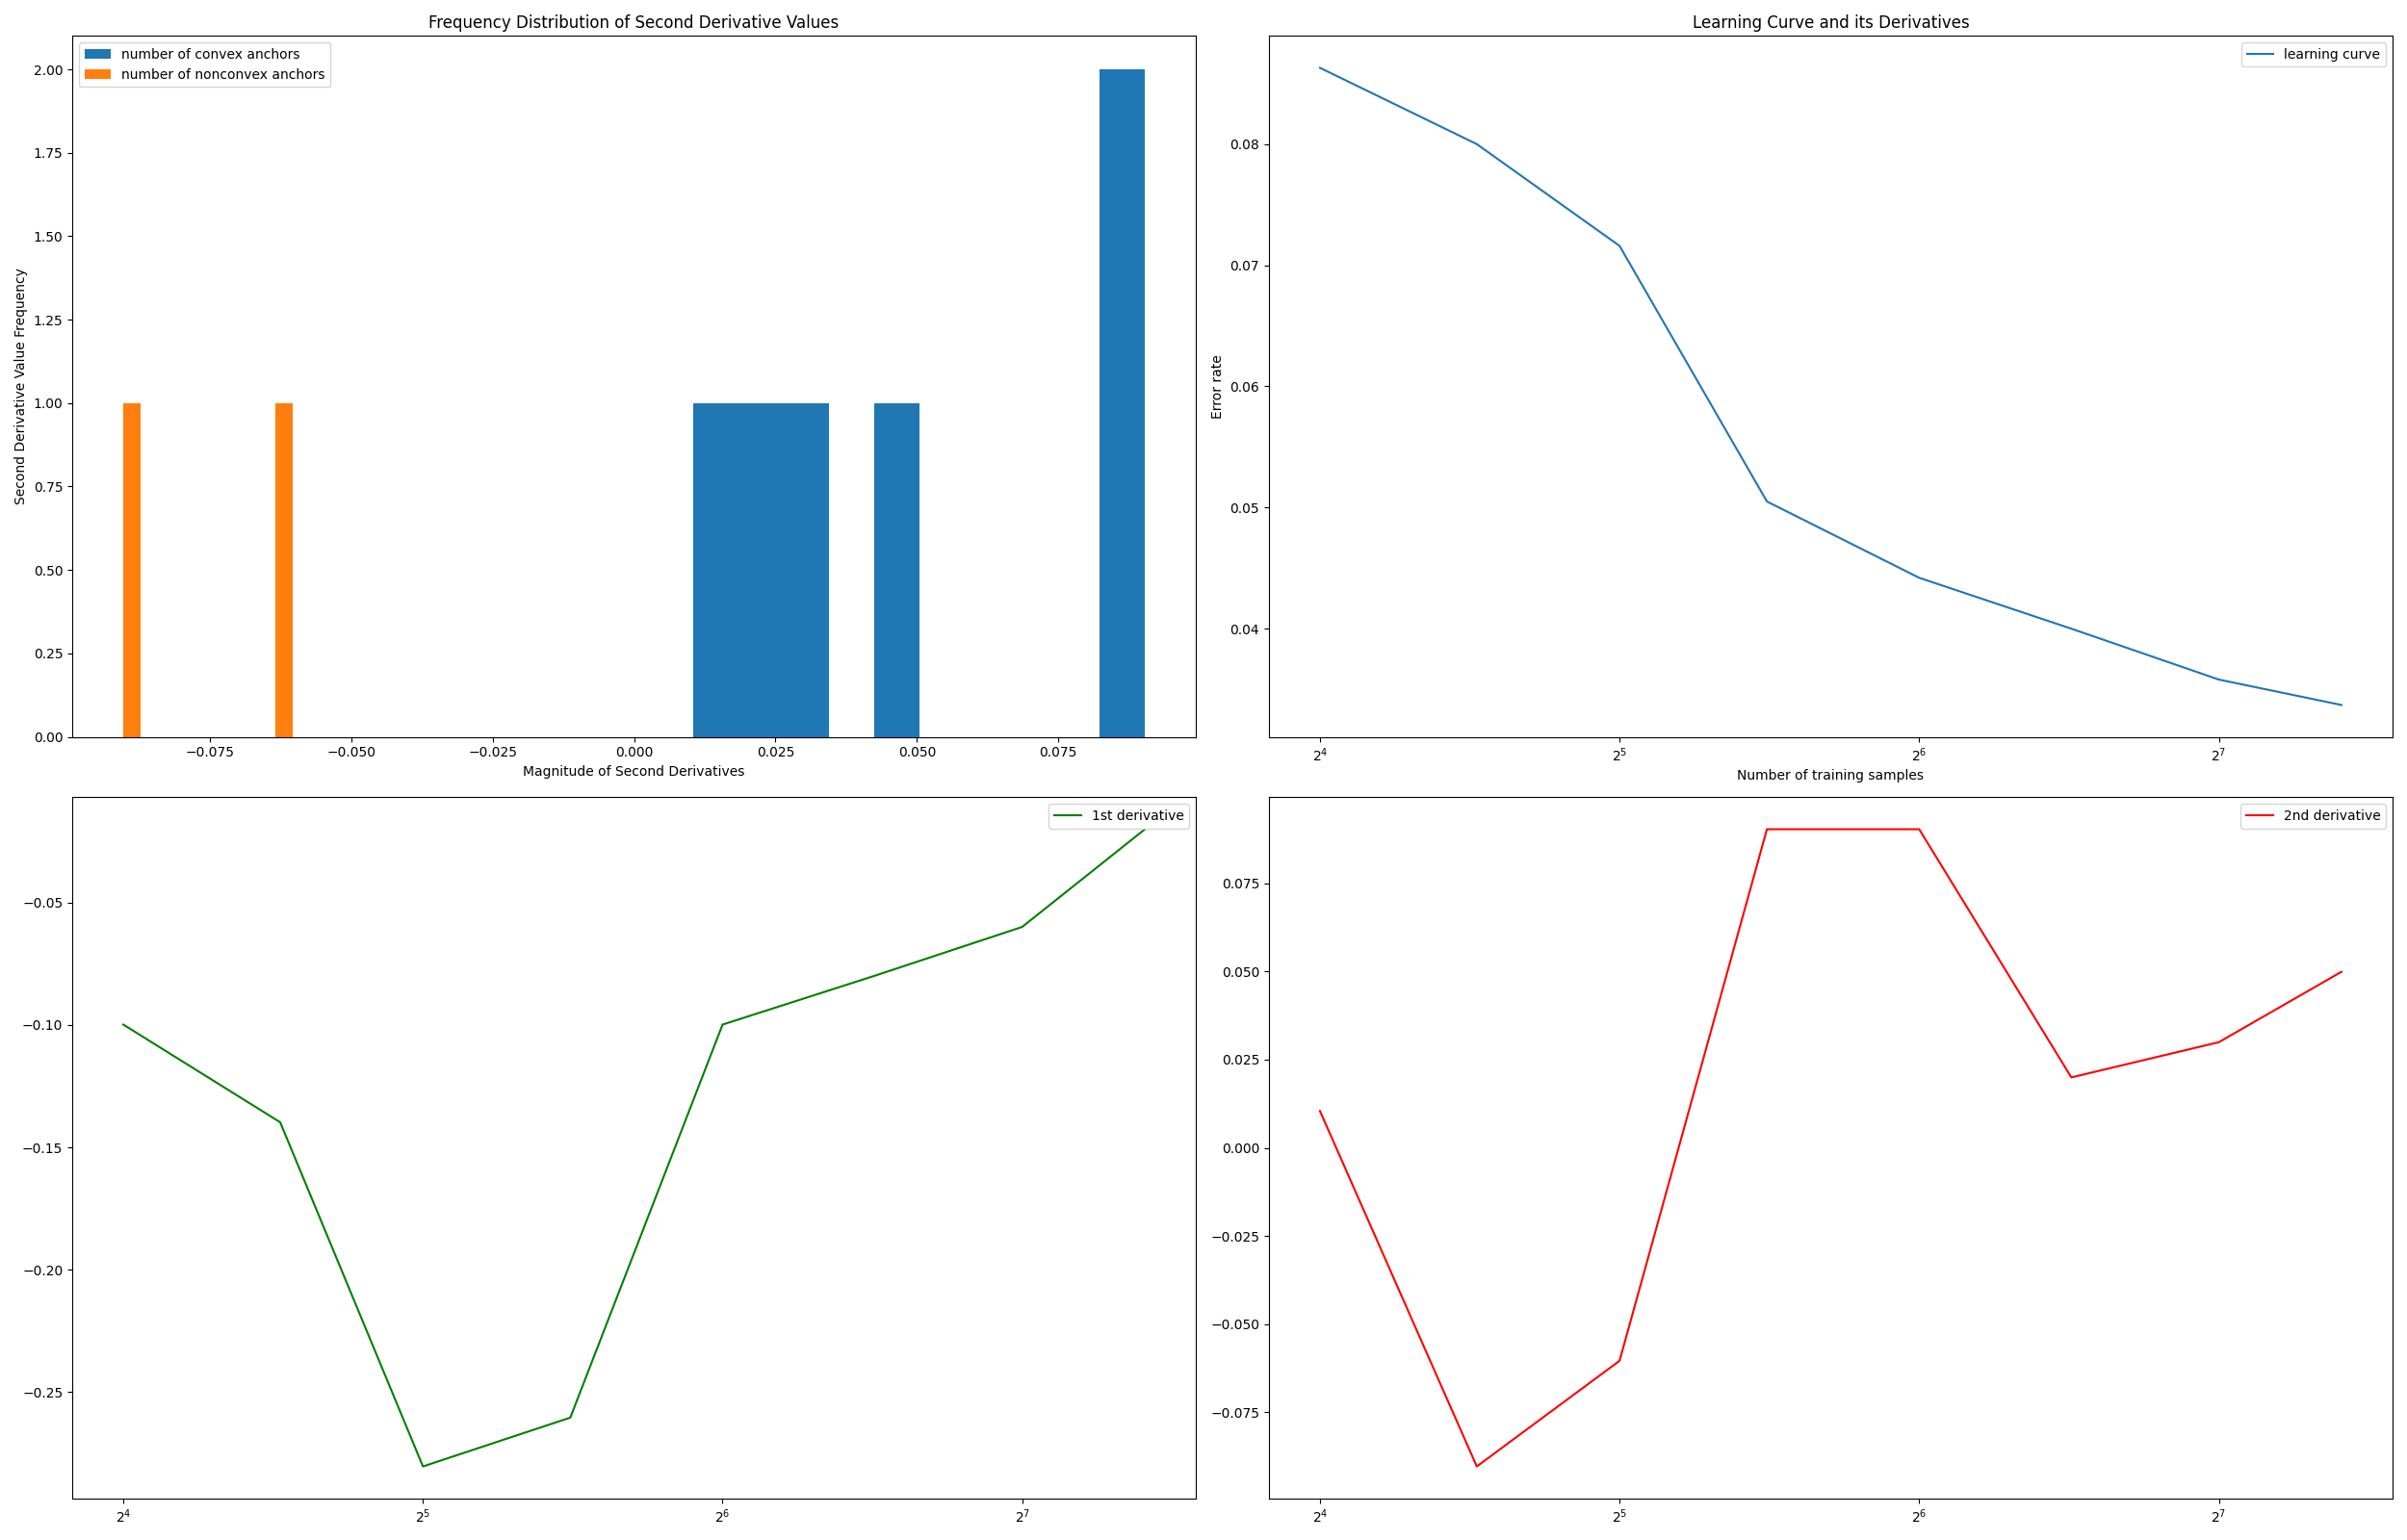 Frequency Distribution of Second Derivative Values
number of convex anchors
number of nonconvex anchors
2.00
1.75
1.50
1.25
1.00
0.75
0.50
0.25
0.00
Second Derivative Value Frequency
−0.075 −0.050 −0.025 0.000 0.025 0.050 0.075
Magnitude of Second Derivatives
Learning Curve and its Derivatives
learning curve
0.08
0.07
0.06
0.05
0.04
Error rate
2⁴ 2⁵ 2⁶ 2⁷
Number of training samples
1st derivative
−0.05
−0.10
−0.15
−0.20
−0.25
2⁴ 2⁵ 2⁶ 2⁷
2nd derivative
0.075
0.050
0.025
0.000
−0.025
−0.050
−0.075
2⁴ 2⁵ 2⁶ 2⁷